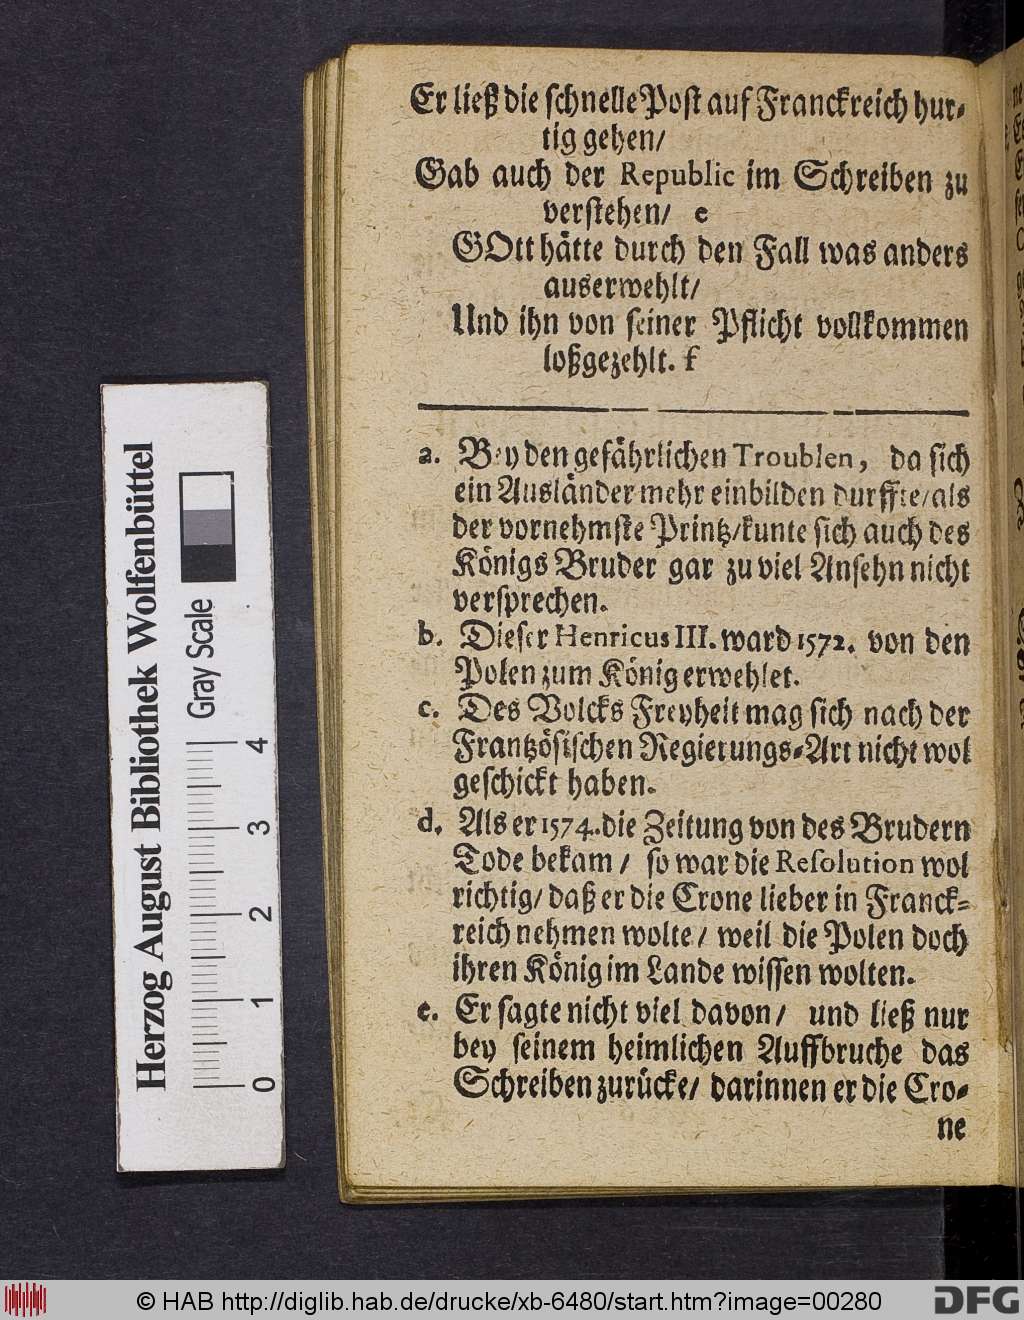 Er ließ die schnelle Post auf Franckreich hur-
tig gehen/
Gab auch der Republic im Schreiben zu
verstehen/ e
GOtt hätte durch den Fall was anders
auserwehlt/
Und ihn von seiner Pflicht vollkommen
loßgezehlt. f
a. Bey den gefährlichen Troublen, da sich
ein Ausländer mehr einbilden durffte/als
der vornehmste Printz/kunte sich auch des
Königs Bruder gar zu viel Ansehn nicht
versprechen.
b. Dieser Henricus III. ward 1572. von den
Polen zum König erwehlet.
c. Des Volcks Freyheit mag sich nach der
Frantzösischen Regierungs-Art nicht wol
geschickt haben.
d. Als er 1574. die Zeitung von des Brudern
Tode bekam / so war die Resolution wol
richtig/ daß er die Crone lieber in Franck-
reich nehmen wolte/ weil die Polen doch
ihren König im Lande wissen wolten.
e. Er sagte nicht viel davon/ und ließ nur
bey seinem heimlichen Auffbruche das
Schreiben zurücke/ darinnen er die Cro-
ne
Herzog August Bibliothek Wolfenbüttel
Gray Scale
0 1 2 3 4
© HAB http://diglib.hab.de/drucke/xb-6480/start.htm?image=00280
DFG